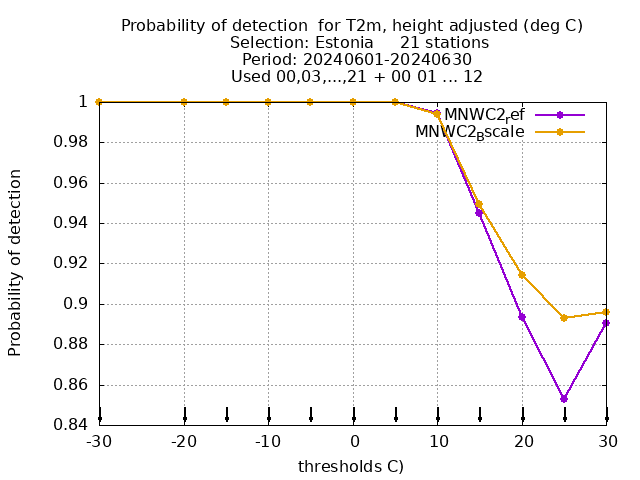 Probability of detection  for T2m, height adjusted (deg C)
Selection: Estonia     21 stations
Period: 20240601-20240630
Used 00,03,...,21 + 00 01 ... 12
MNWC2ref
MNWC2Bscale
1
0.98
0.96
0.94
0.92
0.9
0.88
0.86
0.84
Probability of detection
-30 -20 -10 0 10 20 30
thresholds C)